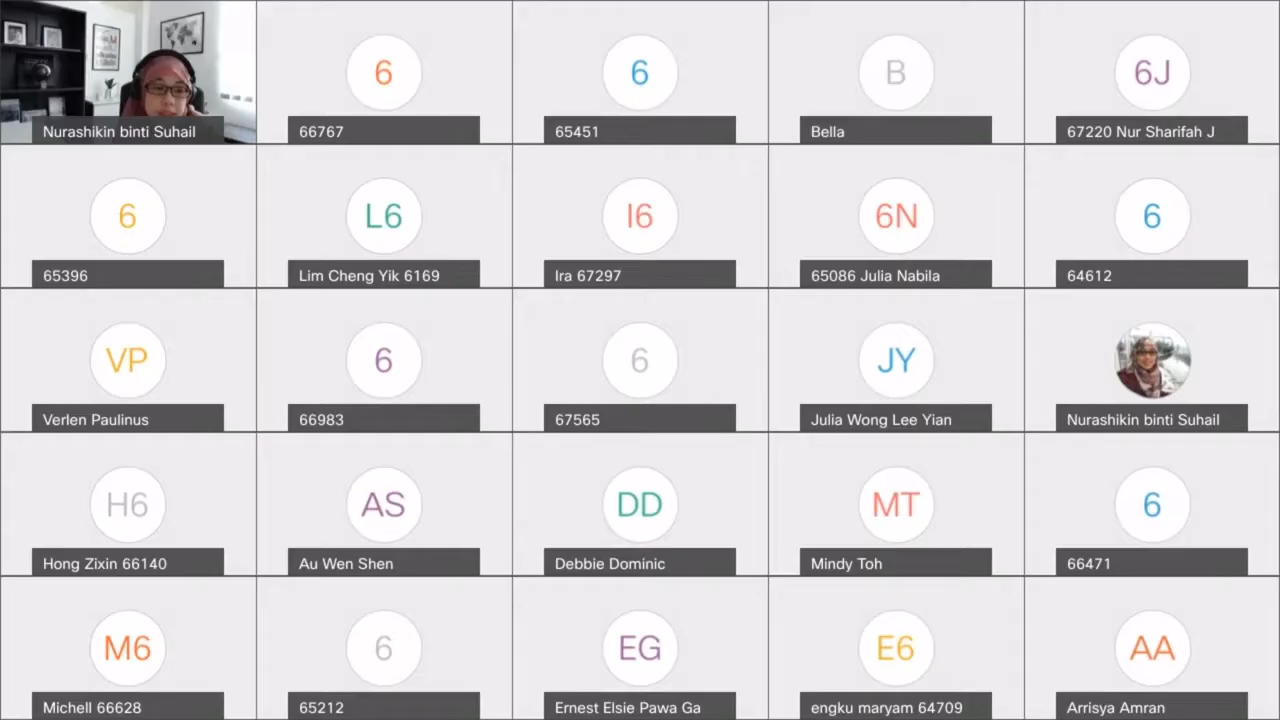 Nurashikin binti Suhail
6
66767
6
65451
B
Bella
6J
67220 Nur Sharifah J
6
65396
L6
Lim Cheng Yik 6169
I6
Ira 67297
6N
65086 Julia Nabila
6
64612
VP
Verlen Paulinus
6
66983
6
67565
JY
Julia Wong Lee Yian
Nurashikin binti Suhail
H6
Hong Zixin 66140
AS
Au Wen Shen
DD
Debbie Dominic
MT
Mindy Toh
6
66471
M6
Michell 66628
6
65212
EG
Ernest Elsie Pawa Ga
E6
engku maryam 64709
AA
Arrisya Amran